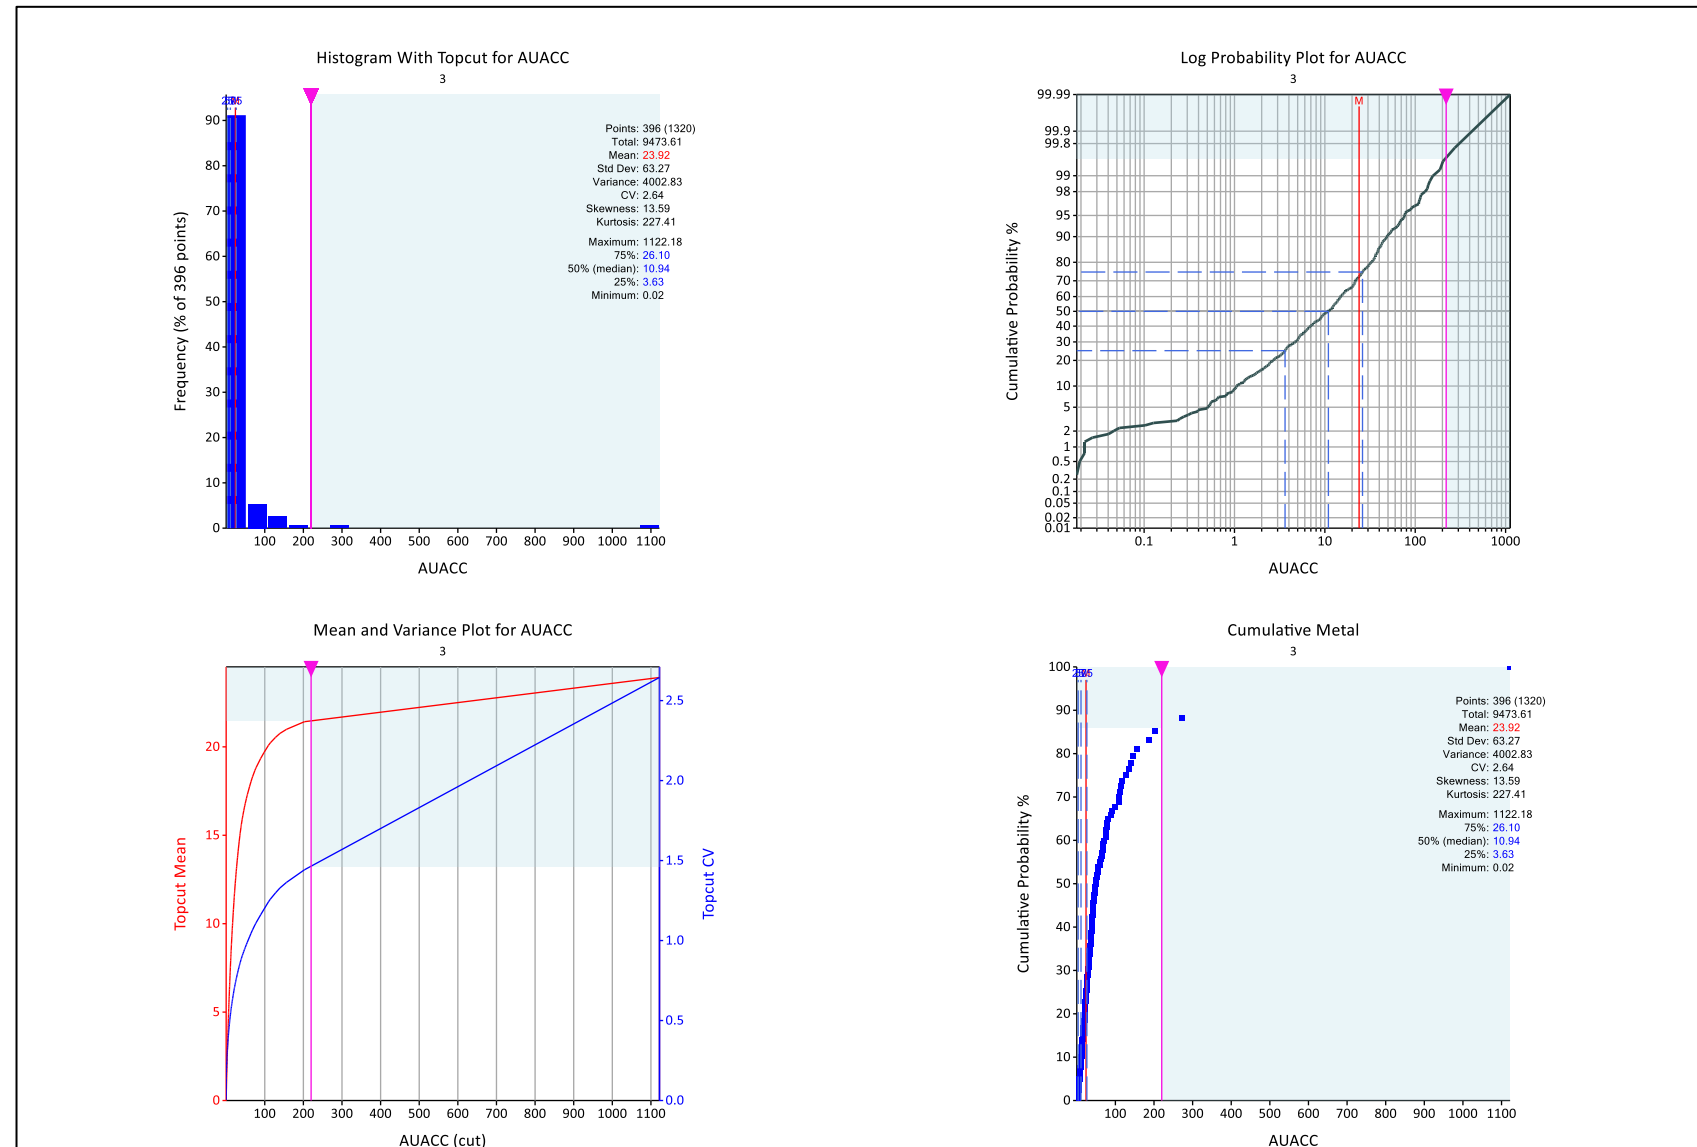 Histogram With Topcut for AUACC
3
Points: 396 (1320)
Total: 9473.61
Mean: 23.92
Std Dev: 63.27
Variance: 4002.83
CV: 2.64
Skewness: 13.59
Kurtosis: 227.41
Maximum: 1122.18
75%: 26.10
50% (median): 10.94
25%: 3.63
Minimum: 0.02
Frequency (% of 396 points)
90
80
70
60
50
40
30
20
10
0
100 200 300 400 500 600 700 800 900 1000 1100
AUACC
Log Probability Plot for AUACC
3
M
Cumulative Probability %
99.99
99.9
99.8
99
98
95
90
80
70
60
50
40
30
20
10
5
2
1
0.5
0.2
0.1
0.05
0.02
0.01
0.1 1 10 100 1000
AUACC
Mean and Variance Plot for AUACC
3
Topcut Mean
20
15
10
5
0
Topcut CV
2.5
2.0
1.5
1.0
0.5
0.0
100 200 300 400 500 600 700 800 900 1000 1100
AUACC (cut)
Cumulative Metal
3
Points: 396 (1320)
Total: 9473.61
Mean: 23.92
Std Dev: 63.27
Variance: 4002.83
CV: 2.64
Skewness: 13.59
Kurtosis: 227.41
Maximum: 1122.18
75%: 26.10
50% (median): 10.94
25%: 3.63
Minimum: 0.02
Cumulative Probability %
100
90
80
70
60
50
40
30
20
10
0
100 200 300 400 500 600 700 800 900 1000 1100
AUACC